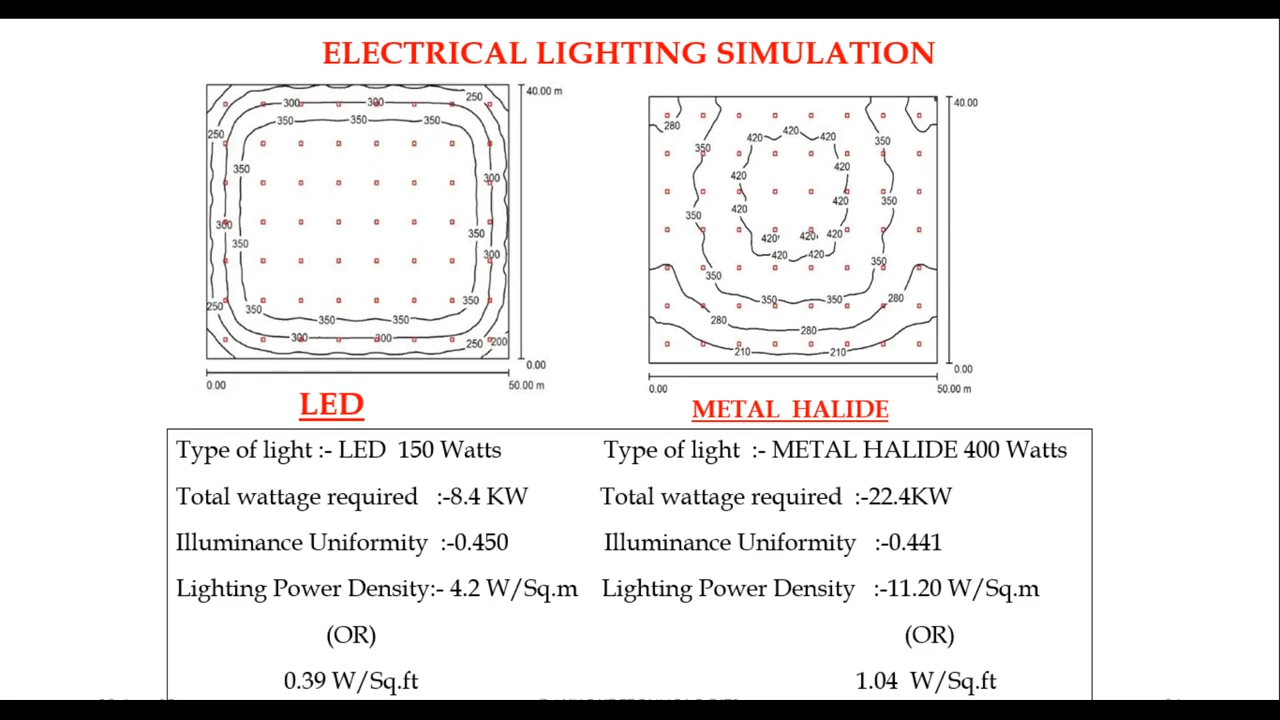 ELECTRICAL LIGHTING SIMULATION
300 300 250 40.00 m
350 350 350
250
350
300
300
350 350
300
250 350 350
350 350
300 300 250 200
0.00
0.00 50.00 m
40.00
280
420 420 420
350 350
420 420
420 420
350 350
420 420 420
420 420
350 350
350 350
280
280 280
210 210
0.00
0.00 50.00 m
LED METAL HALIDE
Type of light :- LED 150 Watts Type of light :- METAL HALIDE 400 Watts
Total wattage required :-8.4 KW Total wattage required :-22.4KW
Illuminance Uniformity :-0.450 Illuminance Uniformity :-0.441
Lighting Power Density:- 4.2 W/Sq.m Lighting Power Density :-11.20 W/Sq.m
(OR) (OR)
0.39 W/Sq.ft 1.04 W/Sq.ft